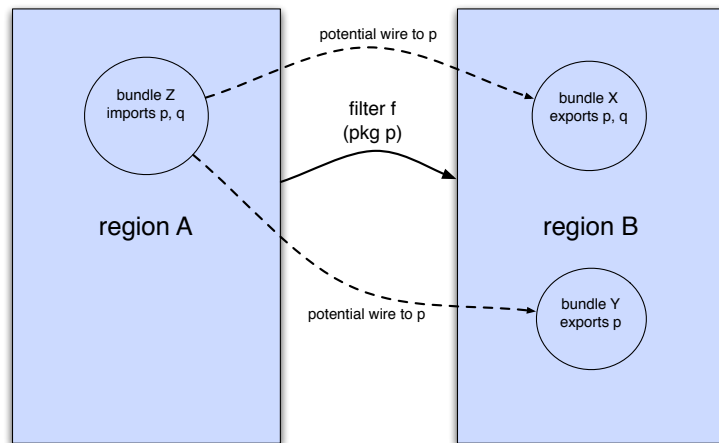 potential wire to p
bundle Z
imports p, q
bundle X
exports p, q
filter f
(pkg p)
region A
region B
bundle Y
exports p
potential wire to p